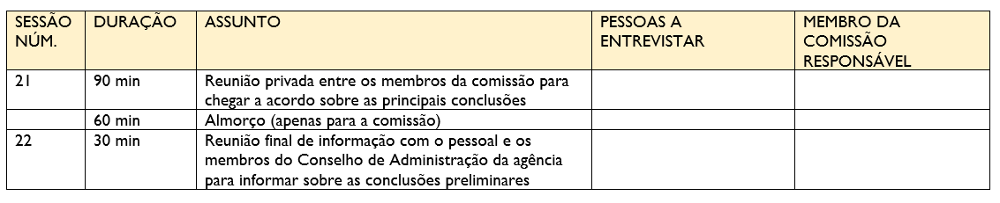 SESSÃO NÚM. DURAÇÃO ASSUNTO PESSOAS A ENTREVISTAR MEMBRO DA COMISSÃO RESPONSÁVEL
21 90 min Reunião privada entre os membros da comissão para
chegar a acordo sobre as principais conclusões
60 min Almorço (apenas para a comissão)
22 30 min Reunião final de informação com o pessoal e os
membros do Conselho de Administração da agência
para informar sobre as conclusões preliminares